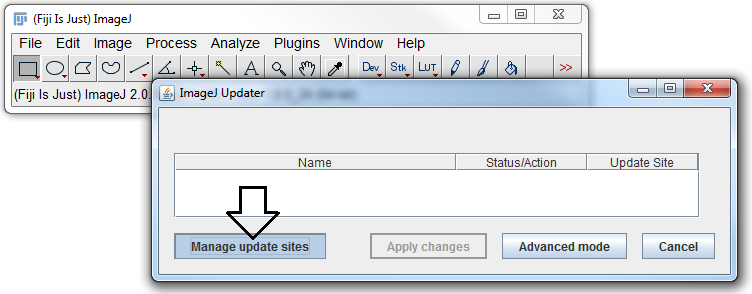 (Fiji Is Just) ImageJ
File Edit Image Process Analyze Plugins Window Help
A Dev Stk LUT >>
(Fiji Is Just) ImageJ 2.0.
ImageJ Updater
Name Status/Action Update Site
Manage update sites Apply changes Advanced mode Cancel